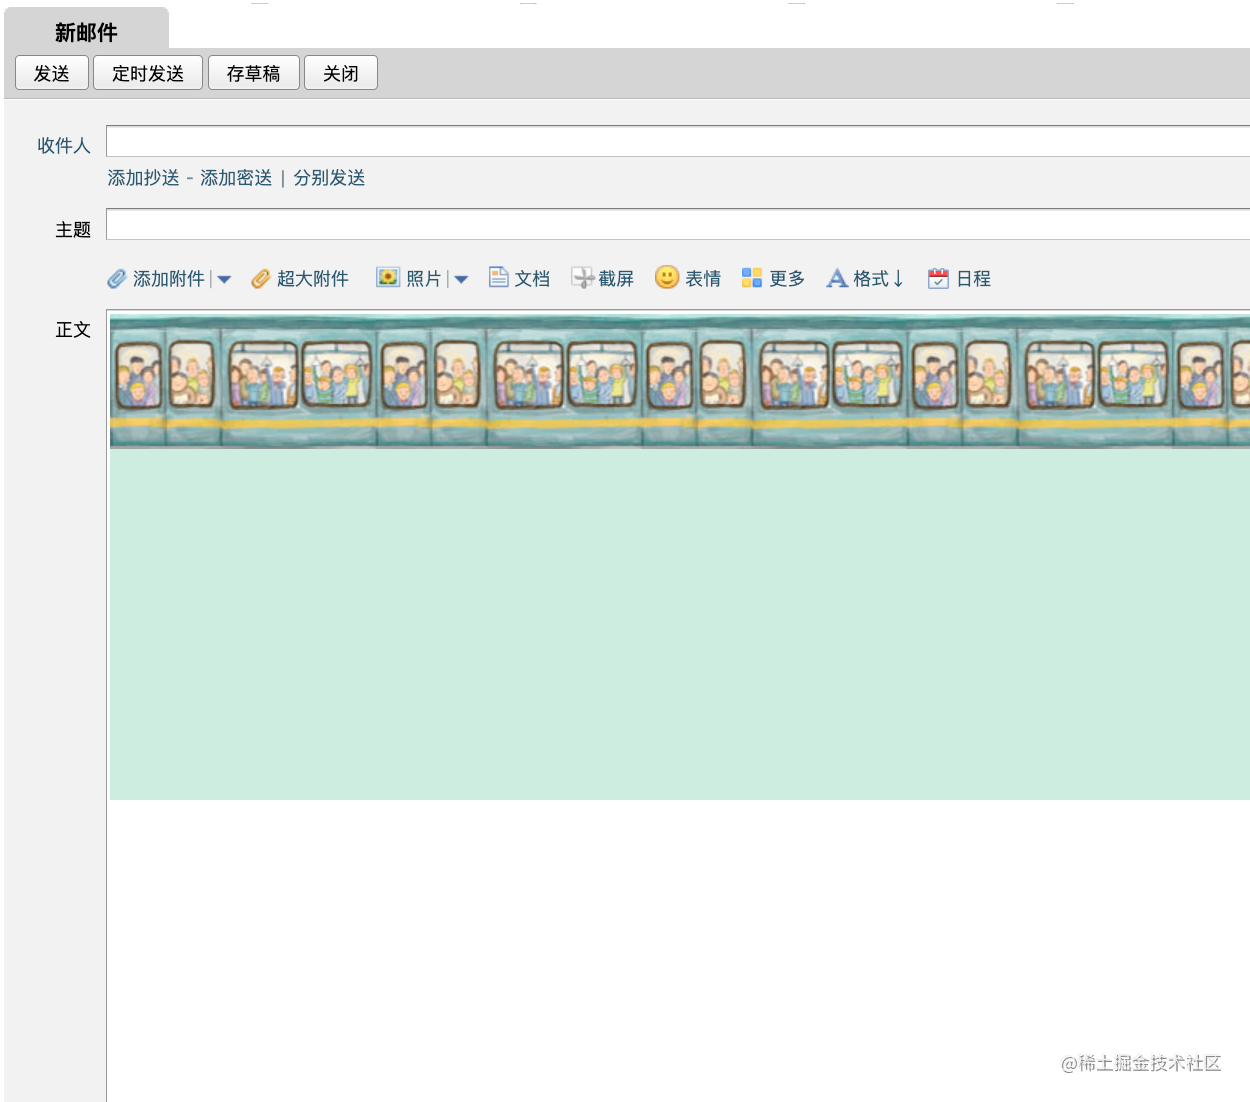 新邮件
发送 定时发送 存草稿 关闭
收件人
添加抄送 - 添加密送 | 分别发送
主题
添加附件 | 超大附件 照片 | 文档 截屏 表情 更多 格式↓ 日程
正文
@稀土掘金技术社区